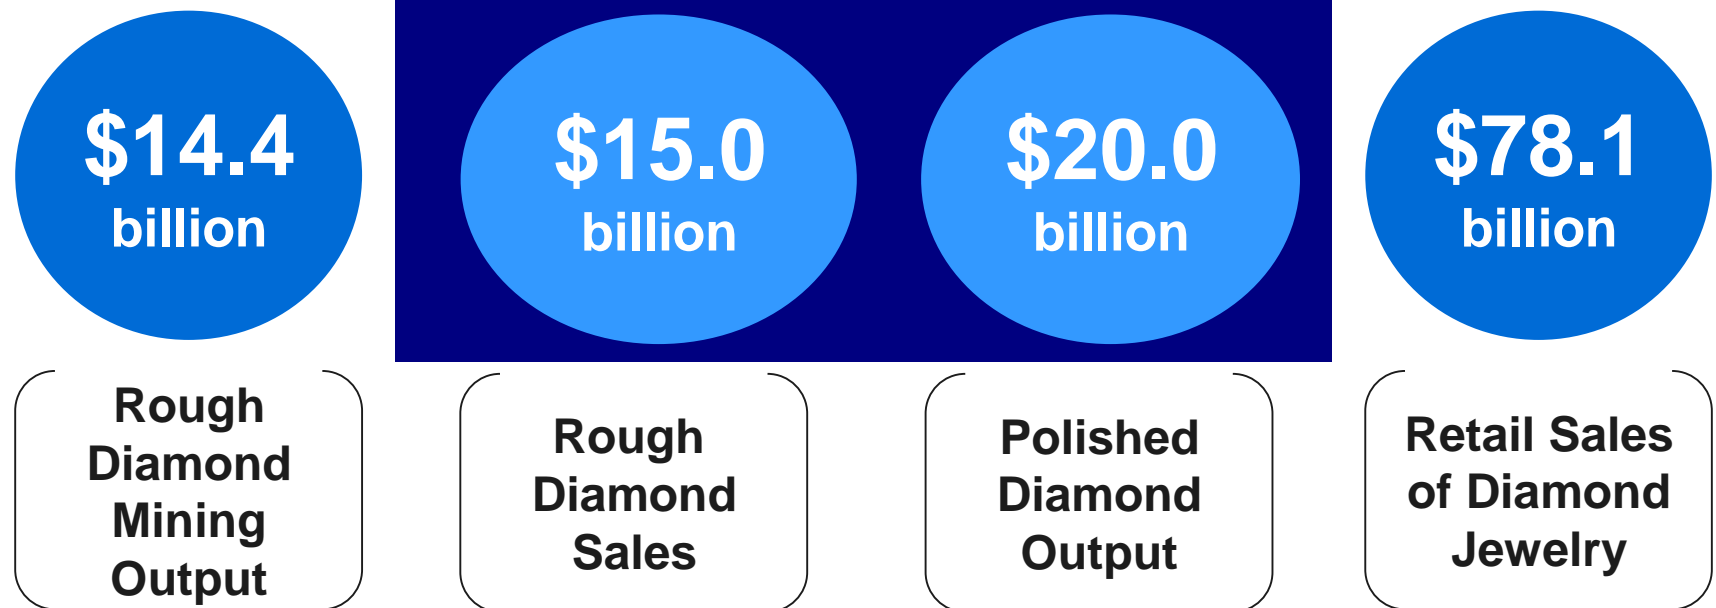 $14.4
billion
$15.0
billion
$20.0
billion
$78.1
billion
Rough
Diamond
Mining
Output
Rough
Diamond
Sales
Polished
Diamond
Output
Retail Sales
of Diamond
Jewelry